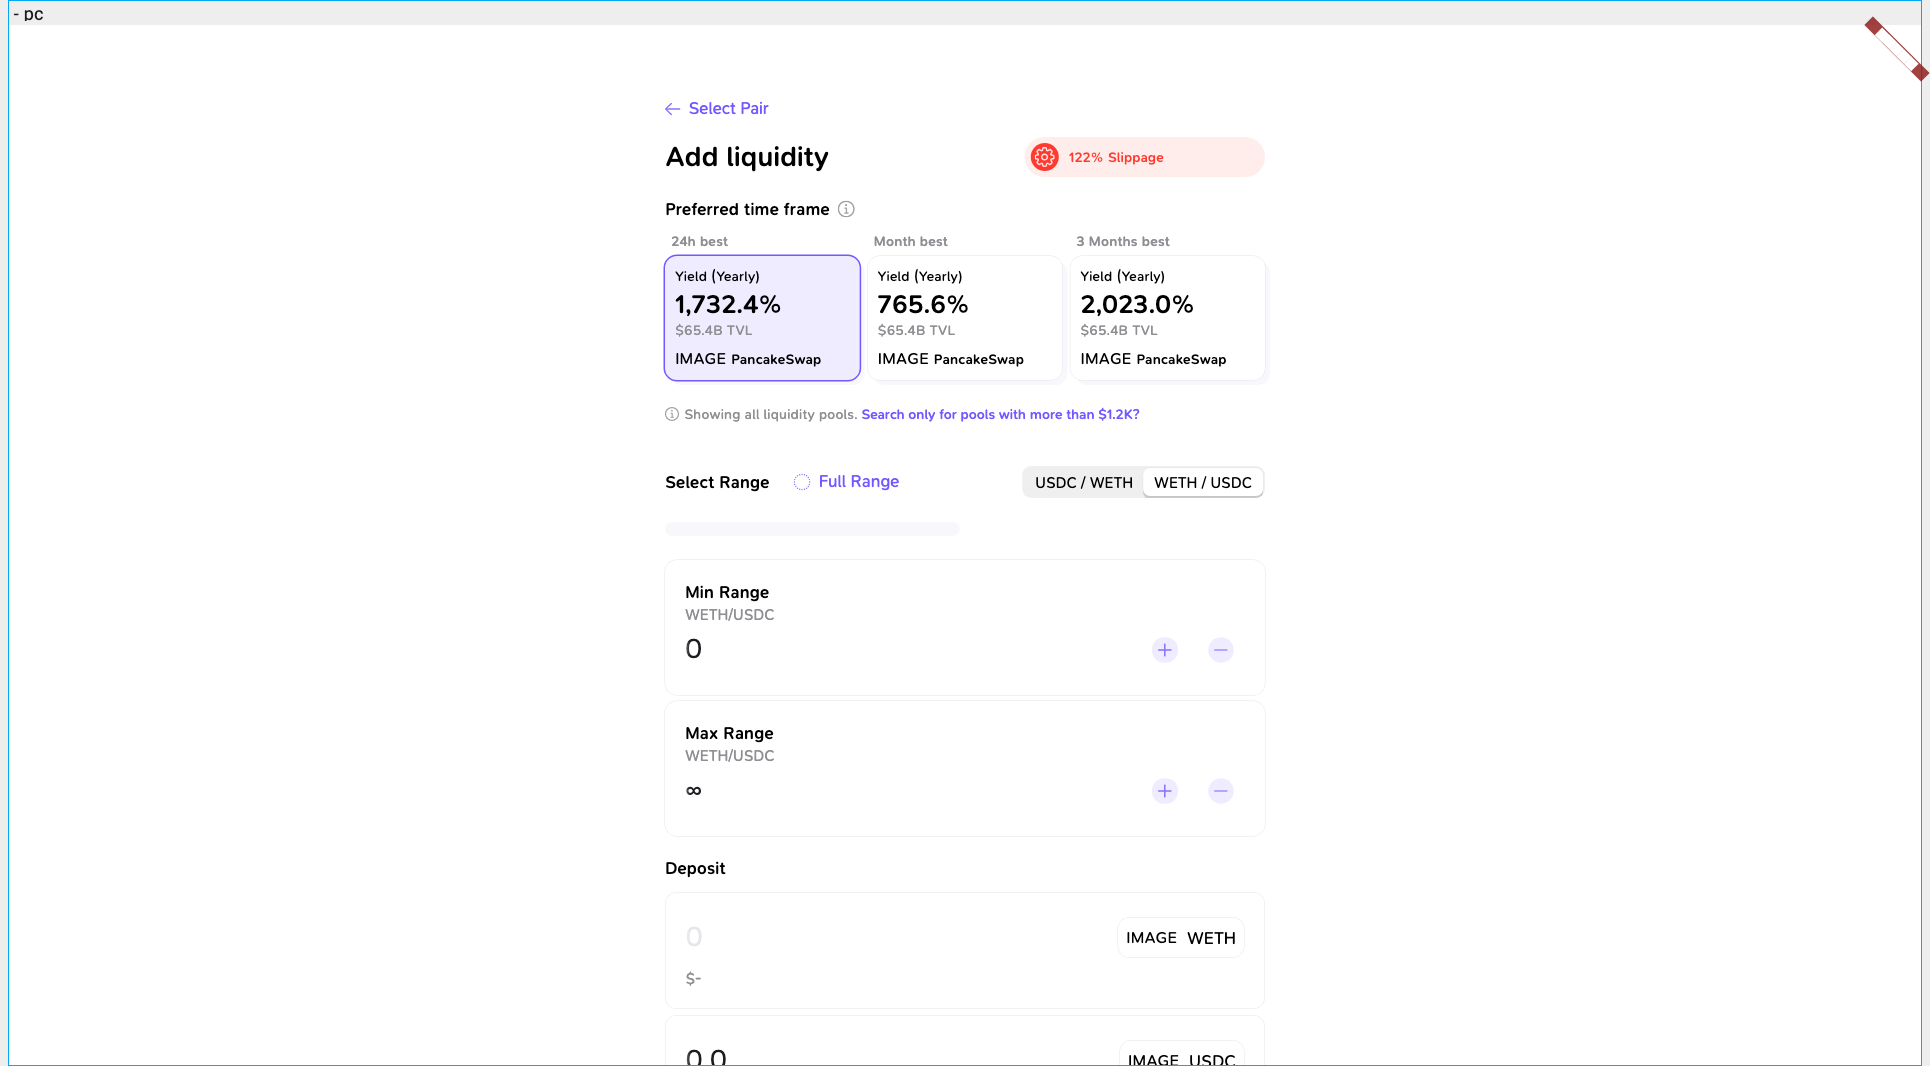 - pc
Select Pair
Add liquidity
122% Slippage
Preferred time frame
24h best
Month best
3 Months best
Yield (Yearly)
1,732.4%
$65.4B TVL
IMAGE PancakeSwap
Yield (Yearly)
765.6%
$65.4B TVL
IMAGE PancakeSwap
Yield (Yearly)
2,023.0%
$65.4B TVL
IMAGE PancakeSwap
Showing all liquidity pools. Search only for pools with more than $1.2K?
Select Range
Full Range
USDC / WETH
WETH / USDC
Min Range
WETH/USDC
0
Max Range
WETH/USDC
∞
Deposit
0
IMAGE WETH
$-
0.0
IMAGE USDC